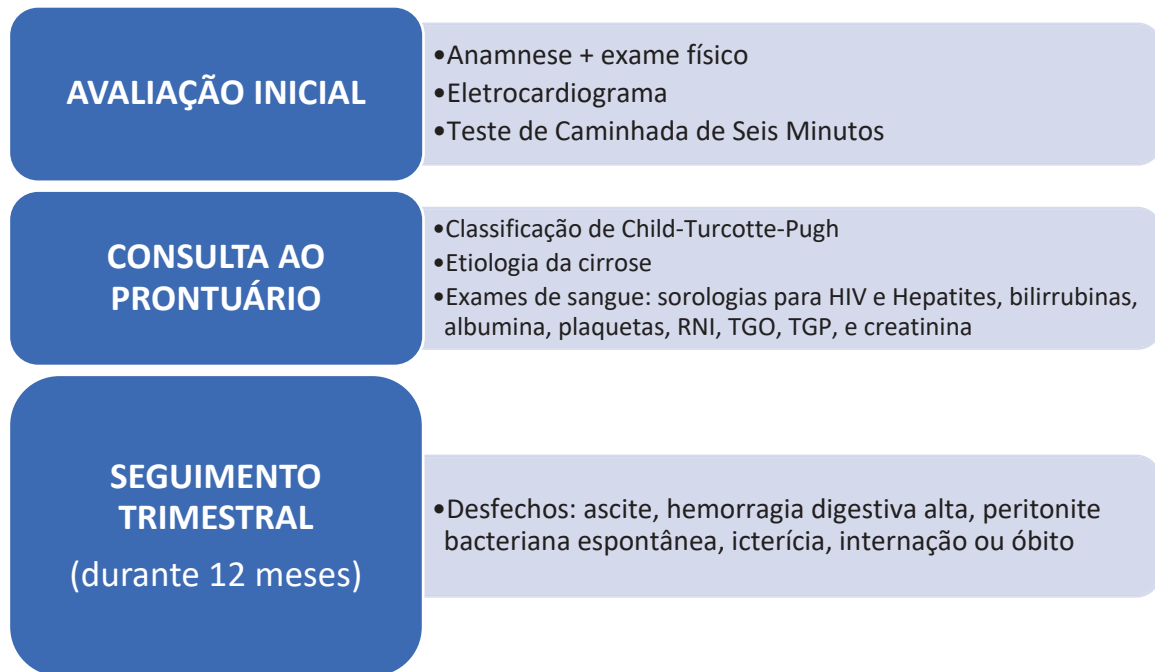 AVALIAÇÃO INICIAL
•Anamnese + exame físico
•Eletrocardiograma
•Teste de Caminhada de Seis Minutos
CONSULTA AO
PRONTUÁRIO
•Classificação de Child-Turcotte-Pugh
•Etiologia da cirrose
•Exames de sangue: sorologias para HIV e Hepatites, bilirrubinas,
albumina, plaquetas, RNI, TGO, TGP, e creatinina
SEGUIMENTO
TRIMESTRAL
(durante 12 meses)
•Desfechos: ascite, hemorragia digestiva alta, peritonite
bacteriana espontânea, icterícia, internação ou óbito